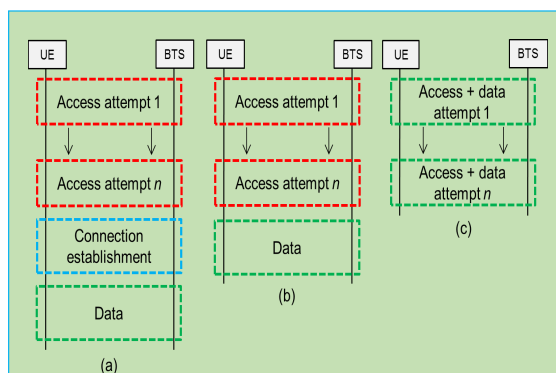 UE
BTS
Access attempt 1
Access attempt n
Connection
establishment
Data
(a)
UE
BTS
Access attempt 1
Access attempt n
Data
(b)
UE
BTS
Access + data
attempt 1
Access + data
attempt n
(c)